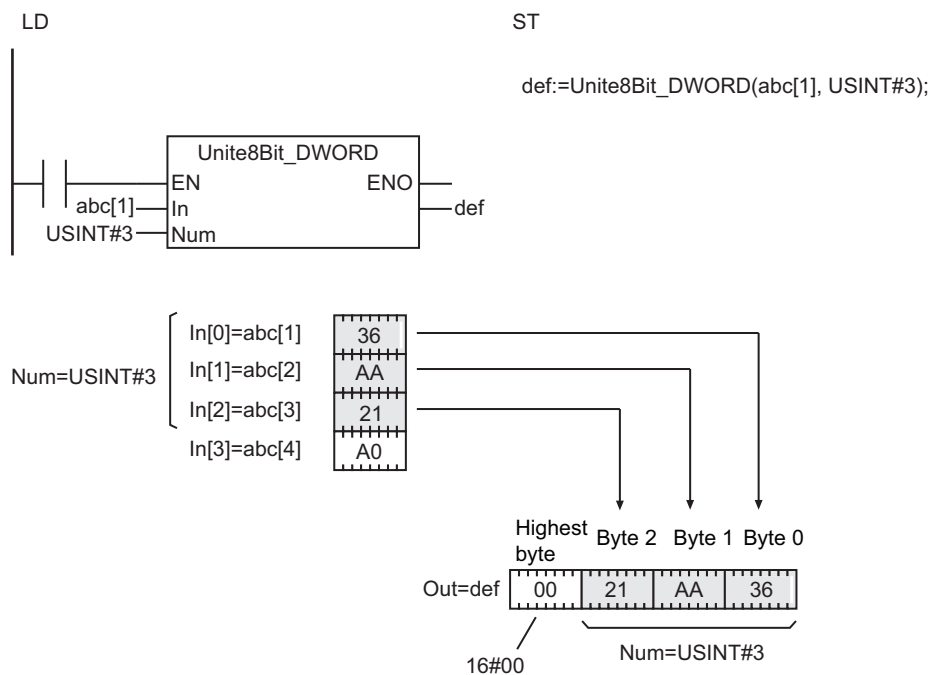 LD
ST
def:=Unite8Bit_DWORD(abc[1], USINT#3);
Unite8Bit_DWORD
EN
ENO
abc[1]
In
def
USINT#3
Num
In[0]=abc[1]
36
In[1]=abc[2]
AA
Num=USINT#3
In[2]=abc[3]
21
In[3]=abc[4]
A0
Highest
byte
Byte 2
Byte 1
Byte 0
Out=def
00
21
AA
36
16#00
Num=USINT#3